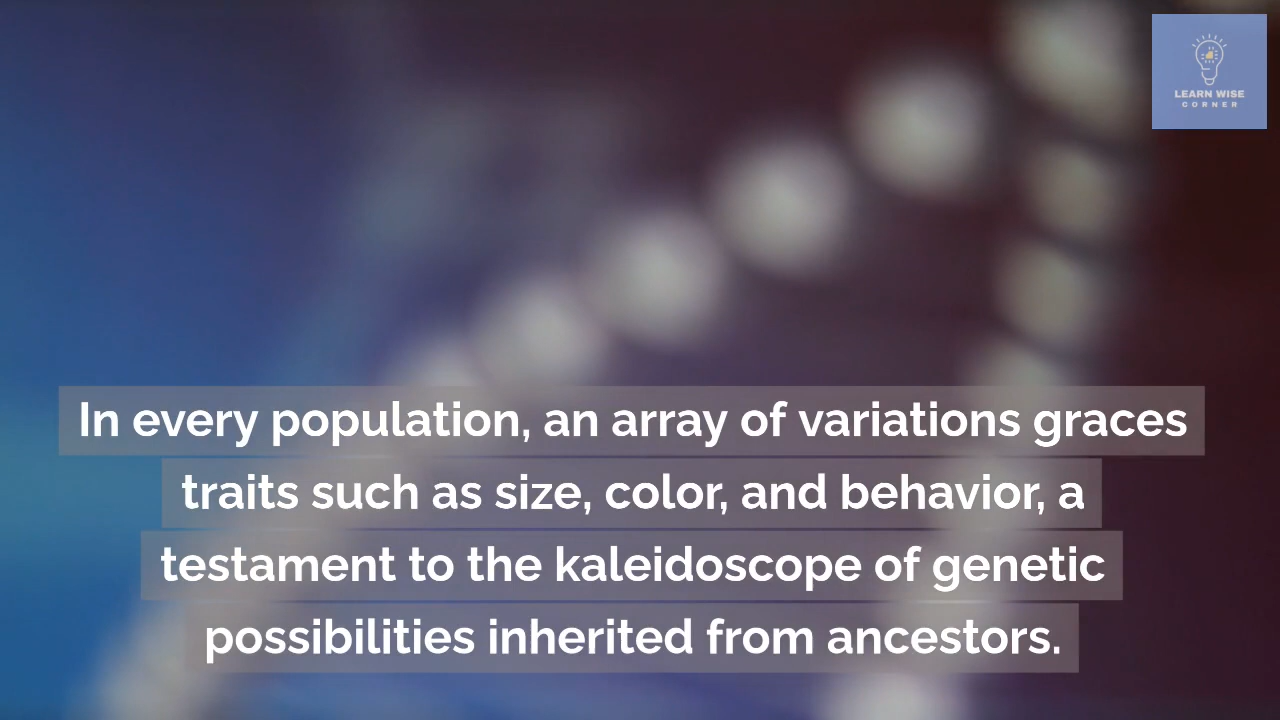 LEARN WISE
CORNER
In every population, an array of variations graces
traits such as size, color, and behavior, a
testament to the kaleidoscope of genetic
possibilities inherited from ancestors.